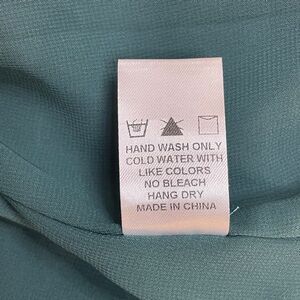 HAND WASH ONLY
COLD WATER WITH
LIKE COLORS
NO BLEACH
HANG DRY
MADE IN CHINA